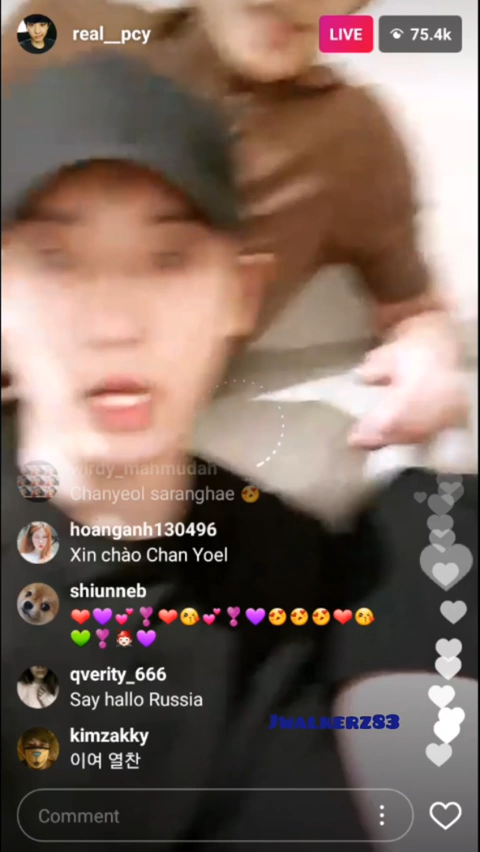 real__pcy
LIVE
75.4k
wirdy_mahmudah
Chanyeol saranghae 😍
hoanganh130496
Xin chào Chan Yoel
shiunneb
❤️💜💕❣️❤️😘💕❣️💜😍😍😍❤️😘
💚❣️🤶💜
qverity_666
Say hallo Russia
Jwalkerz83
kimzakky
이여 열찬
Comment